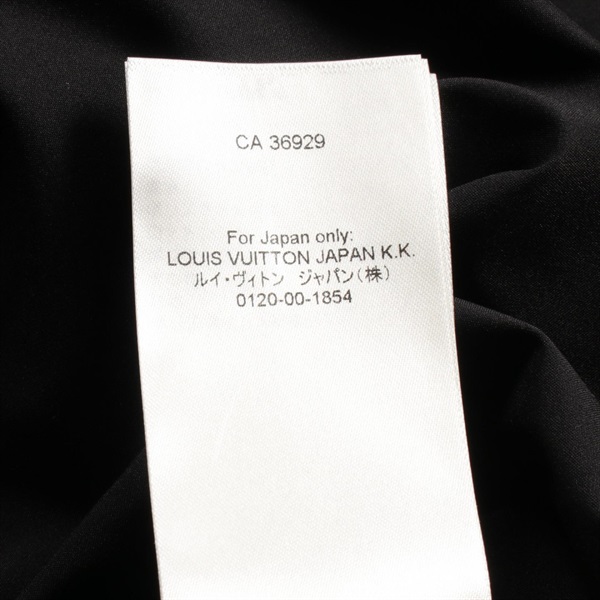 CA 36929
For Japan only:
LOUIS VUITTON JAPAN K.K.
ルイ・ヴィトン ジャパン(株)
0120-00-1854